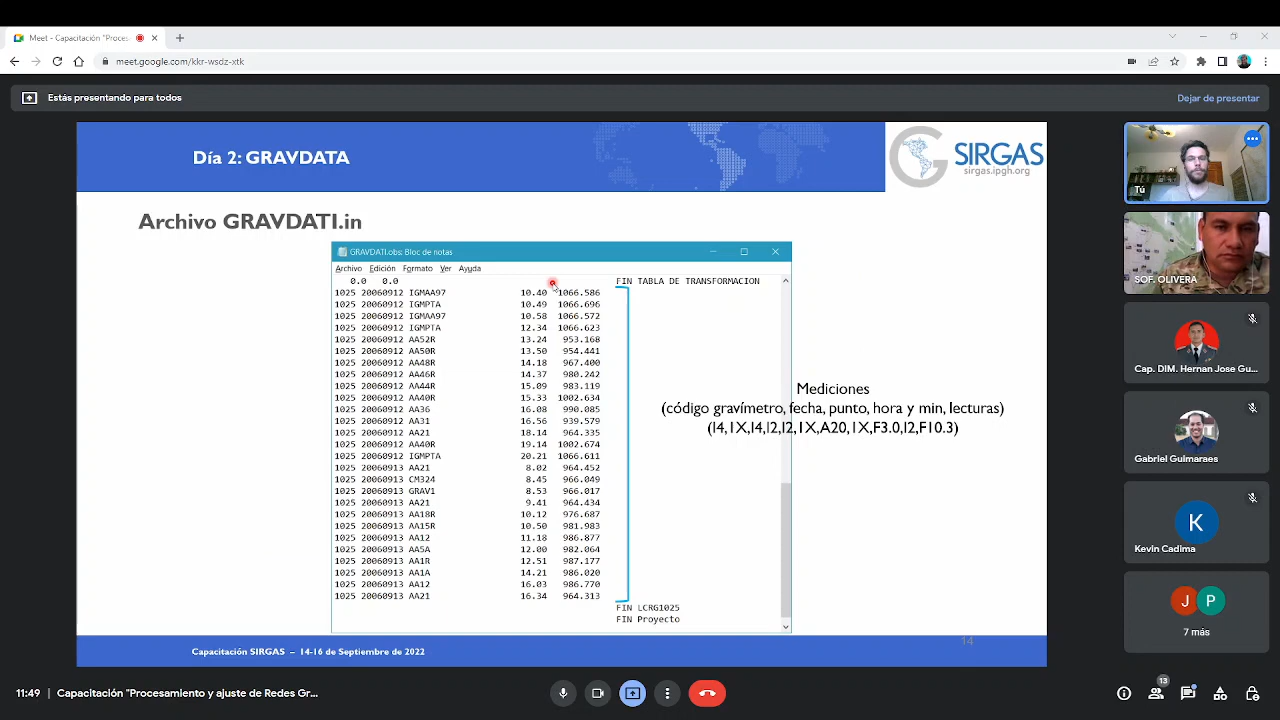 Meet - Capacitación "Proces
meet.google.com/kkr-wsdz-xtk
Estás presentando para todos
Dejar de presentar
Día 2: GRAVDATA
SIRGAS
sirgas.ipgh.org
Archivo GRAVDATI.in
GRAVDATI.obs: Bloc de notas
Archivo Edición Formato Ver Ayuda
0.0 0.0 FIN TABLA DE TRANSFORMACION
1025 20060912 IGMAA97 10.40 1066.586
1025 20060912 IGMPTA 10.49 1066.696
1025 20060912 IGMAA97 10.58 1066.572
1025 20060912 IGMPTA 12.34 1066.623
1025 20060912 AA52R 13.24 953.168
1025 20060912 AA50R 13.50 954.441
1025 20060912 AA48R 14.18 967.400
1025 20060912 AA46R 14.37 980.242
1025 20060912 AA44R 15.09 983.119
1025 20060912 AA40R 15.33 1002.634
1025 20060912 AA36 16.08 990.085
1025 20060912 AA31 16.56 939.579
1025 20060912 AA21 18.14 964.335
1025 20060912 AA40R 19.14 1002.674
1025 20060912 IGMPTA 20.21 1066.611
1025 20060913 AA21 8.02 964.452
1025 20060913 CM324 8.45 966.049
1025 20060913 GRAV1 8.53 966.017
1025 20060913 AA21 9.41 964.434
1025 20060913 AA18R 10.12 976.687
1025 20060913 AA15R 10.50 981.983
1025 20060913 AA12 11.18 986.877
1025 20060913 AA5A 12.00 982.064
1025 20060913 AA1R 12.51 987.177
1025 20060913 AA1A 14.21 986.020
1025 20060913 AA12 16.03 986.770
1025 20060913 AA21 16.34 964.313
FIN LCRG1025
FIN Proyecto
Mediciones
(código gravímetro, fecha, punto, hora y min, lecturas)
(I4,1X,I4,I2,I2,1X,A20,1X,F3.0,I2,F10.3)
14
Capacitación SIRGAS – 14-16 de Septiembre de 2022
Tú
SOF. OLIVERA
Cap. DIM. Hernan Jose Gu...
Gabriel Guimaraes
K
Kevin Cadima
J P
7 más
11:49 Capacitación "Procesamiento y ajuste de Redes Gr...
13